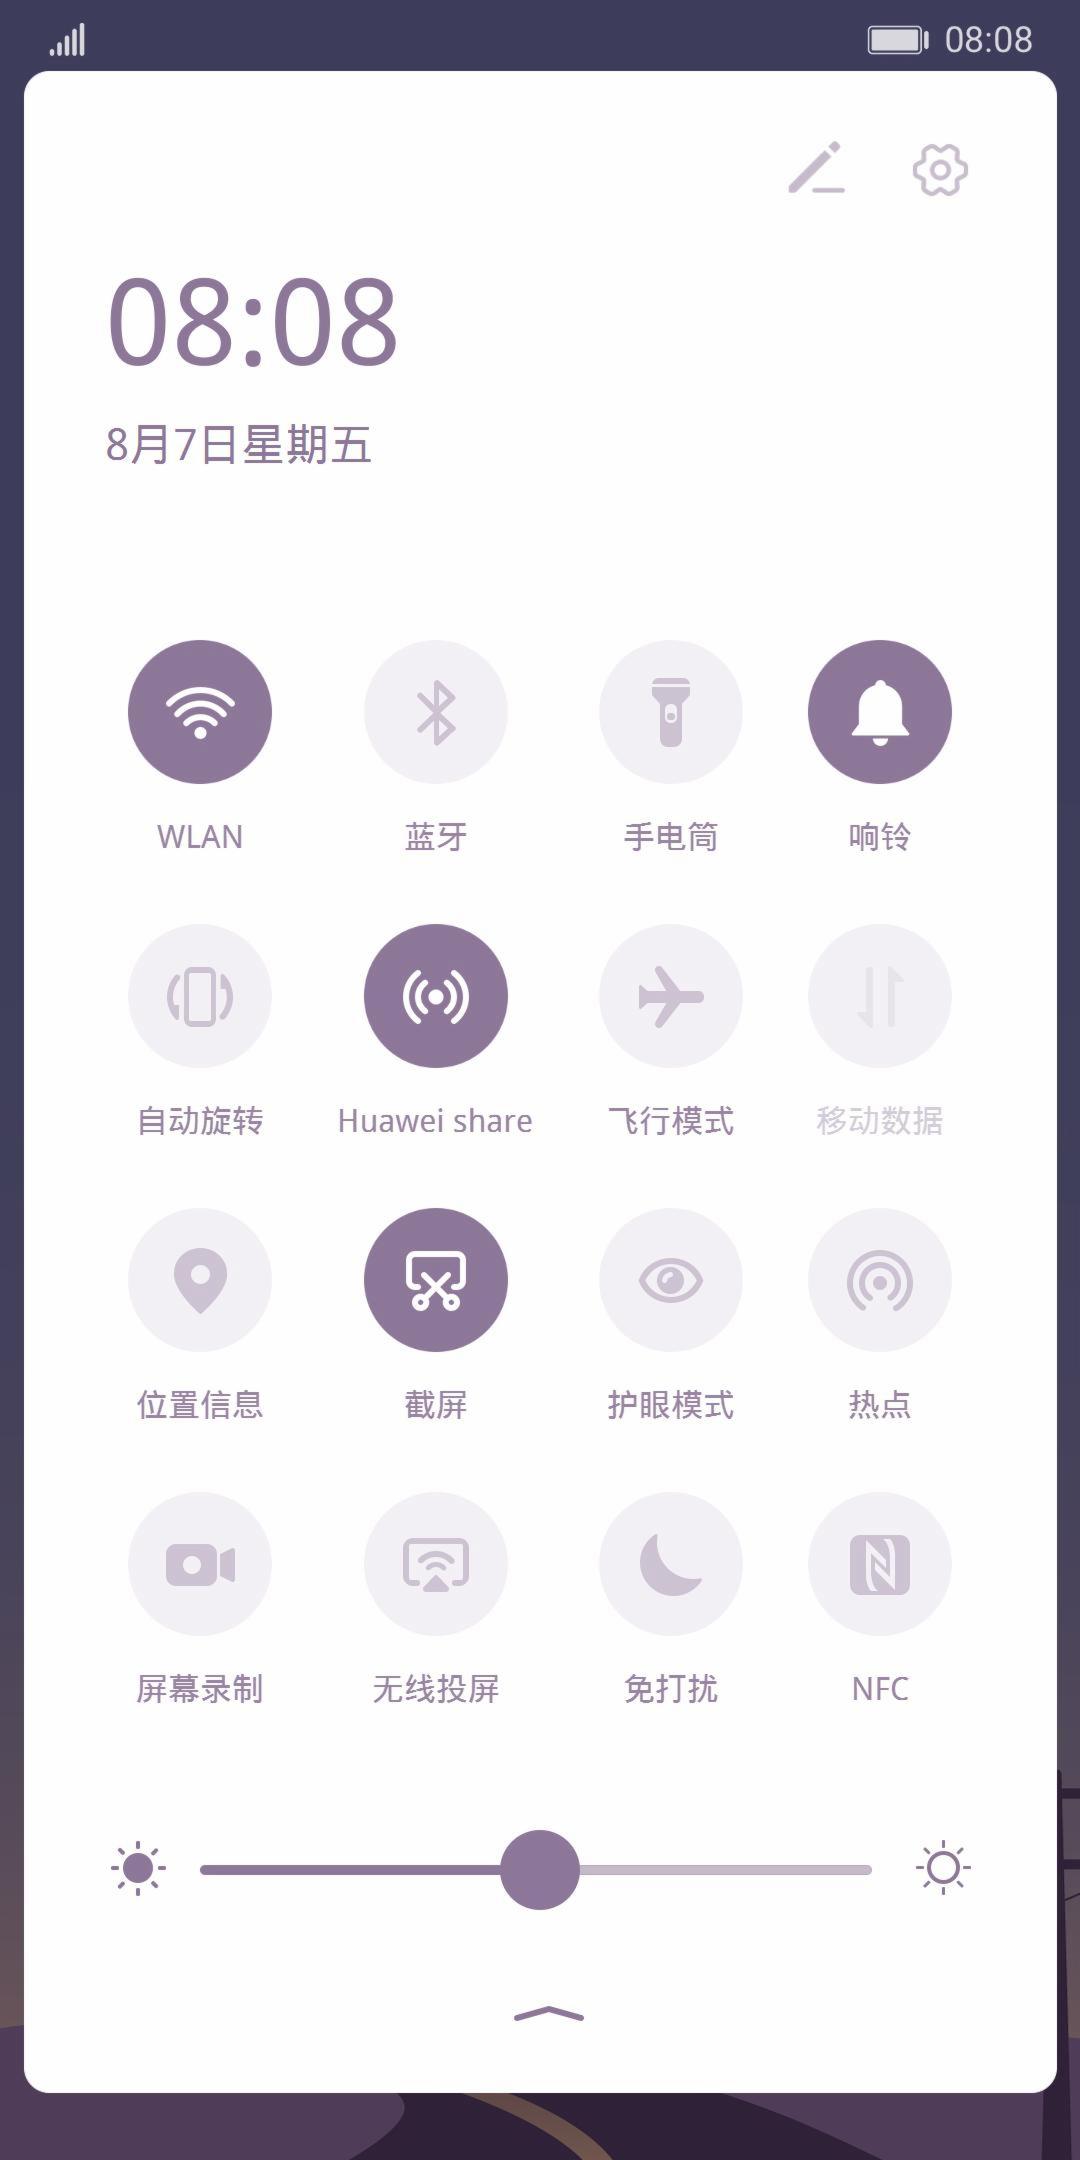 08:08
08:08
8月7日星期五
WLAN
蓝牙
手电筒
响铃
自动旋转
Huawei share
飞行模式
移动数据
位置信息
截屏
护眼模式
热点
屏幕录制
无线投屏
免打扰
NFC